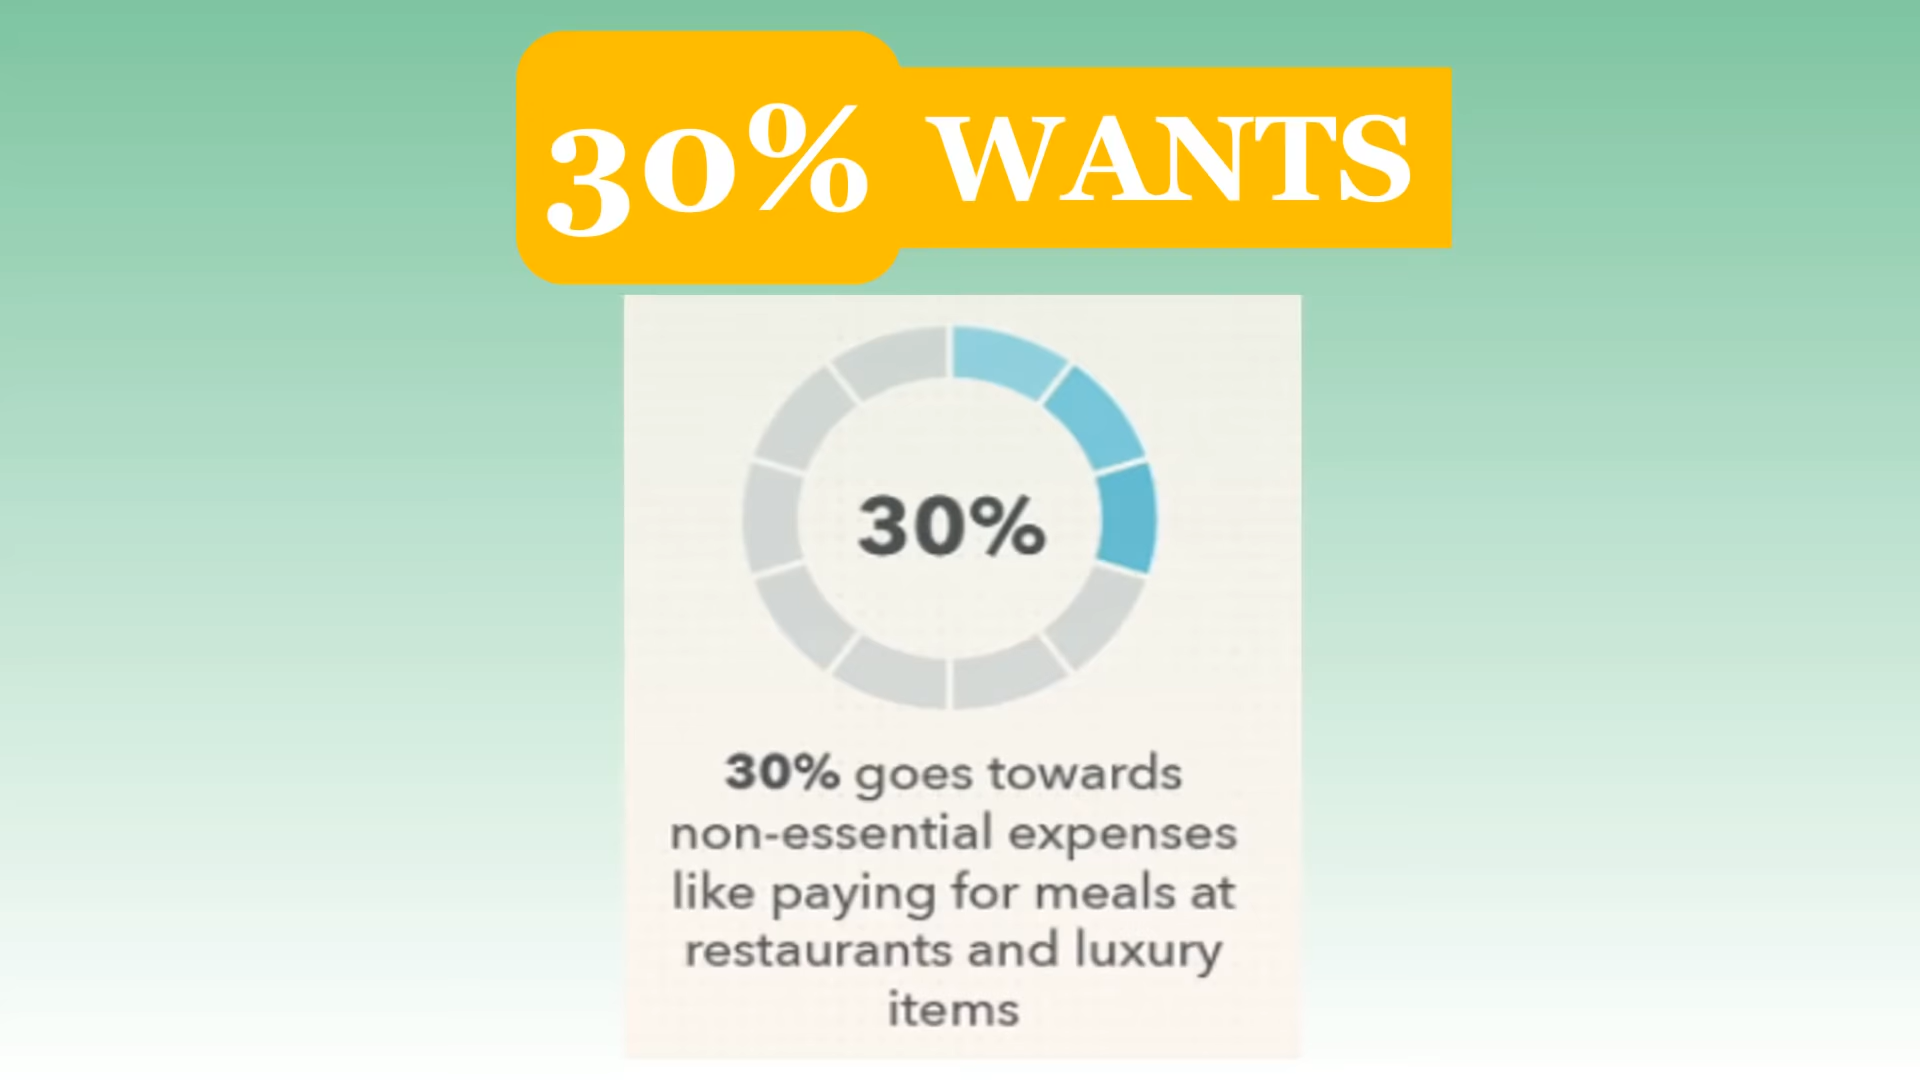 30% WANTS
30%
30% goes towards
non-essential expenses
like paying for meals at
restaurants and luxury
items